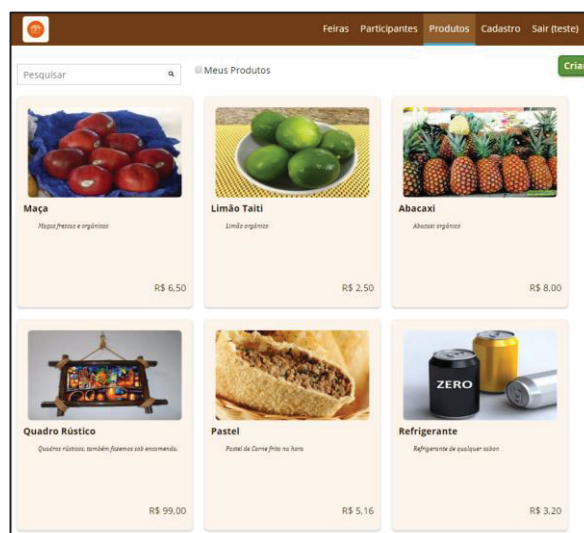 Feiras Participantes Produtos Cadastro Sair (teste)
Pesquisar Meus Produtos Criar
Maça Limão Taiti Abacaxi
Maças frescas e orgânicas Limão orgânico Abacaxi orgânico
R$ 6,50 R$ 2,50 R$ 8,00
ZERO
Quadro Rústico Pastel Refrigerante
Quadros rústicos, também fazemos sob encomenda. Pastel de Carne frito na hora Refrigerante de qualquer sabor
R$ 99,00 R$ 5,16 R$ 3,20